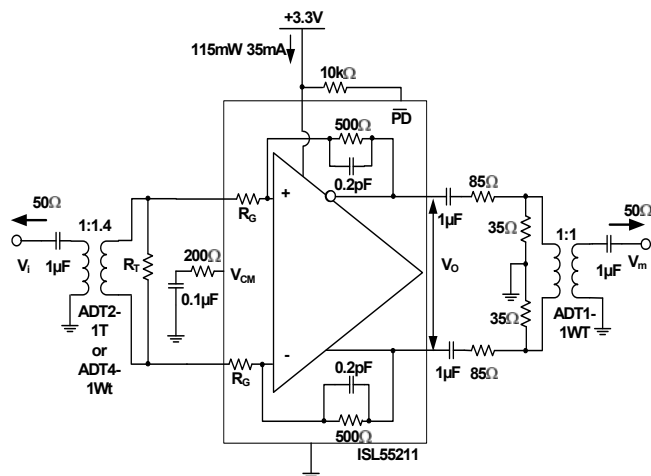 +3.3V
115mW 35mA
10kΩ
PD
500Ω
0.2pF
85Ω
50Ω
1:1.4
+
R_G
1µF
35Ω
1:1
50Ω
V_i
1µF
R_T
200Ω
V_CM
V_O
1µF
V_m
0.1µF
35Ω
ADT1-
1WT
ADT2-
1T
or
ADT4-
1Wt
-
R_G
0.2pF
1µF
85Ω
500Ω
ISL55211